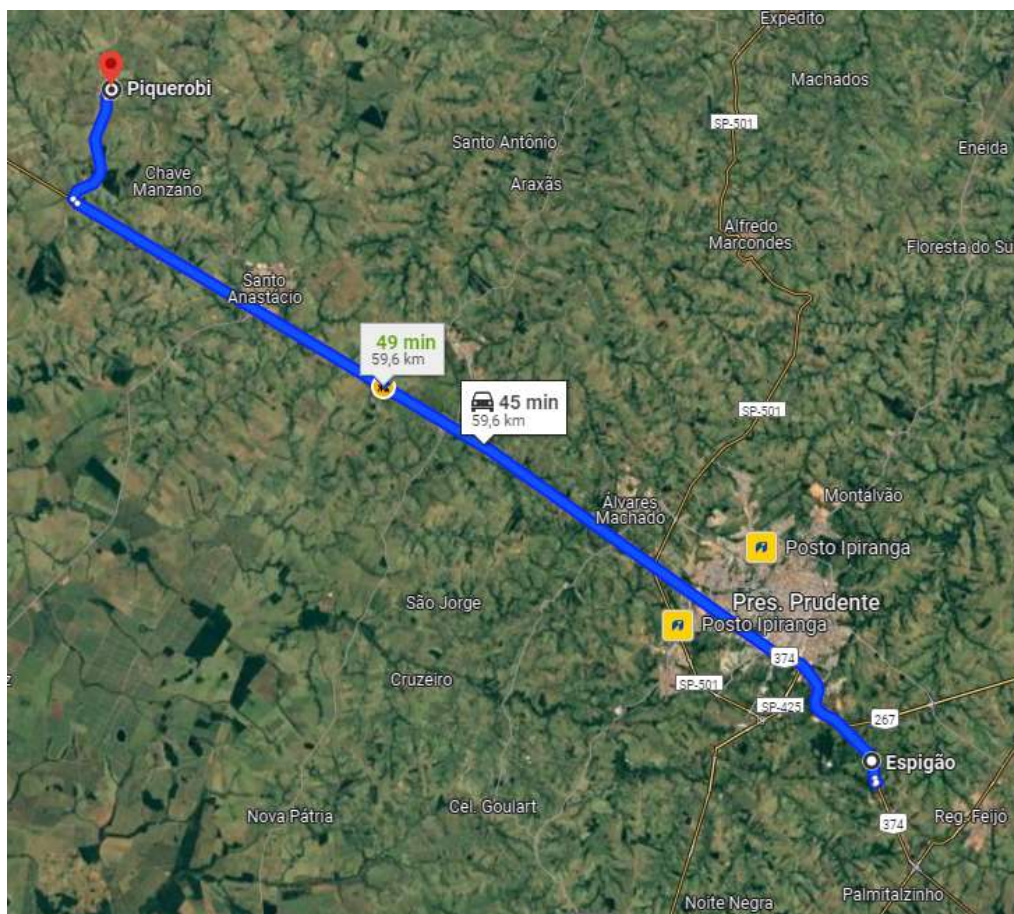 Expedito
Piquerobi
Machados
SP-501
Santo Antônio
Eneida
Chave
Manzano
Araxás
Alfredo
Marcondes
Floresta do Su
Santo
Anastácio
49 min
59,6 km
45 min
59,6 km
SP-501
Montalvão
Álvares
Machado
Posto Ipiranga
São Jorge
Pres. Prudente
Posto Ipiranga
374
Cruzeiro
z
SP-501
SP-425
267
Espigão
Cel. Goulart
Nova Pátria
374
Reg. Feijó
Palmitalzinho
Noite Negra